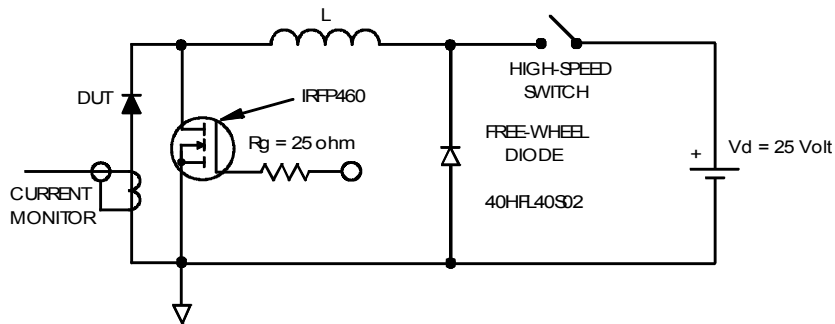 L
HIGH-SPEED
SWITCH
DUT
IRFP460
Rg = 25 ohm
FREE-WHEEL
DIODE
+
Vd = 25 Volt
CURRENT
MONITOR
40HFL40S02